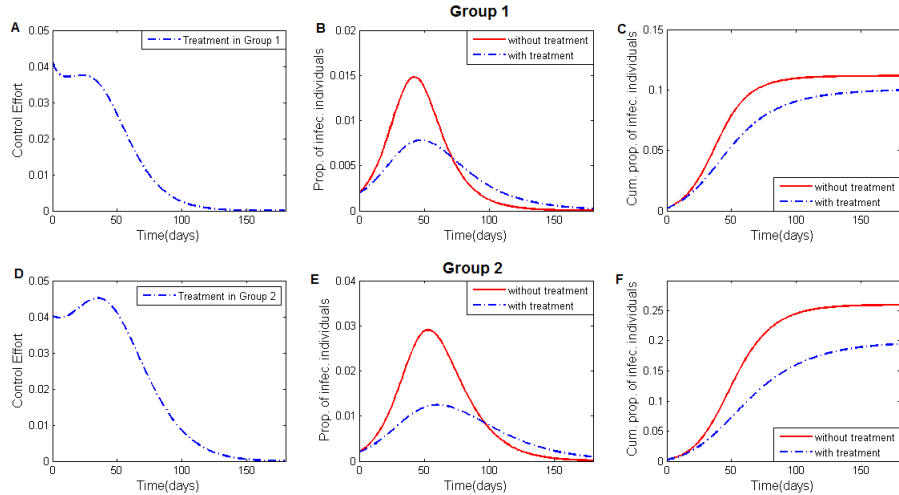 Group 1
A
0.05
0.04
0.03
0.02
0.01
0
0
50
100
150
Control Effort
Time(days)
Treatment in Group 1
B
0.02
0.015
0.01
0.005
0
0
50
100
150
Prop. of infec. individuals
Time(days)
without treatment
with treatment
C
0.15
0.1
0.05
0
0
50
100
150
Cum. prop. of infec. individuals
Time(days)
without treatment
with treatment
Group 2
D
0.05
0.04
0.03
0.02
0.01
0
0
50
100
150
Control Effort
Time(days)
Treatment in Group 2
E
0.04
0.03
0.02
0.01
0
0
50
100
150
Prop. of infec. individuals
Time(days)
without treatment
with treatment
F
0.25
0.2
0.15
0.1
0.05
0
0
50
100
150
Cum. prop. of infec. individuals
Time(days)
without treatment
with treatment